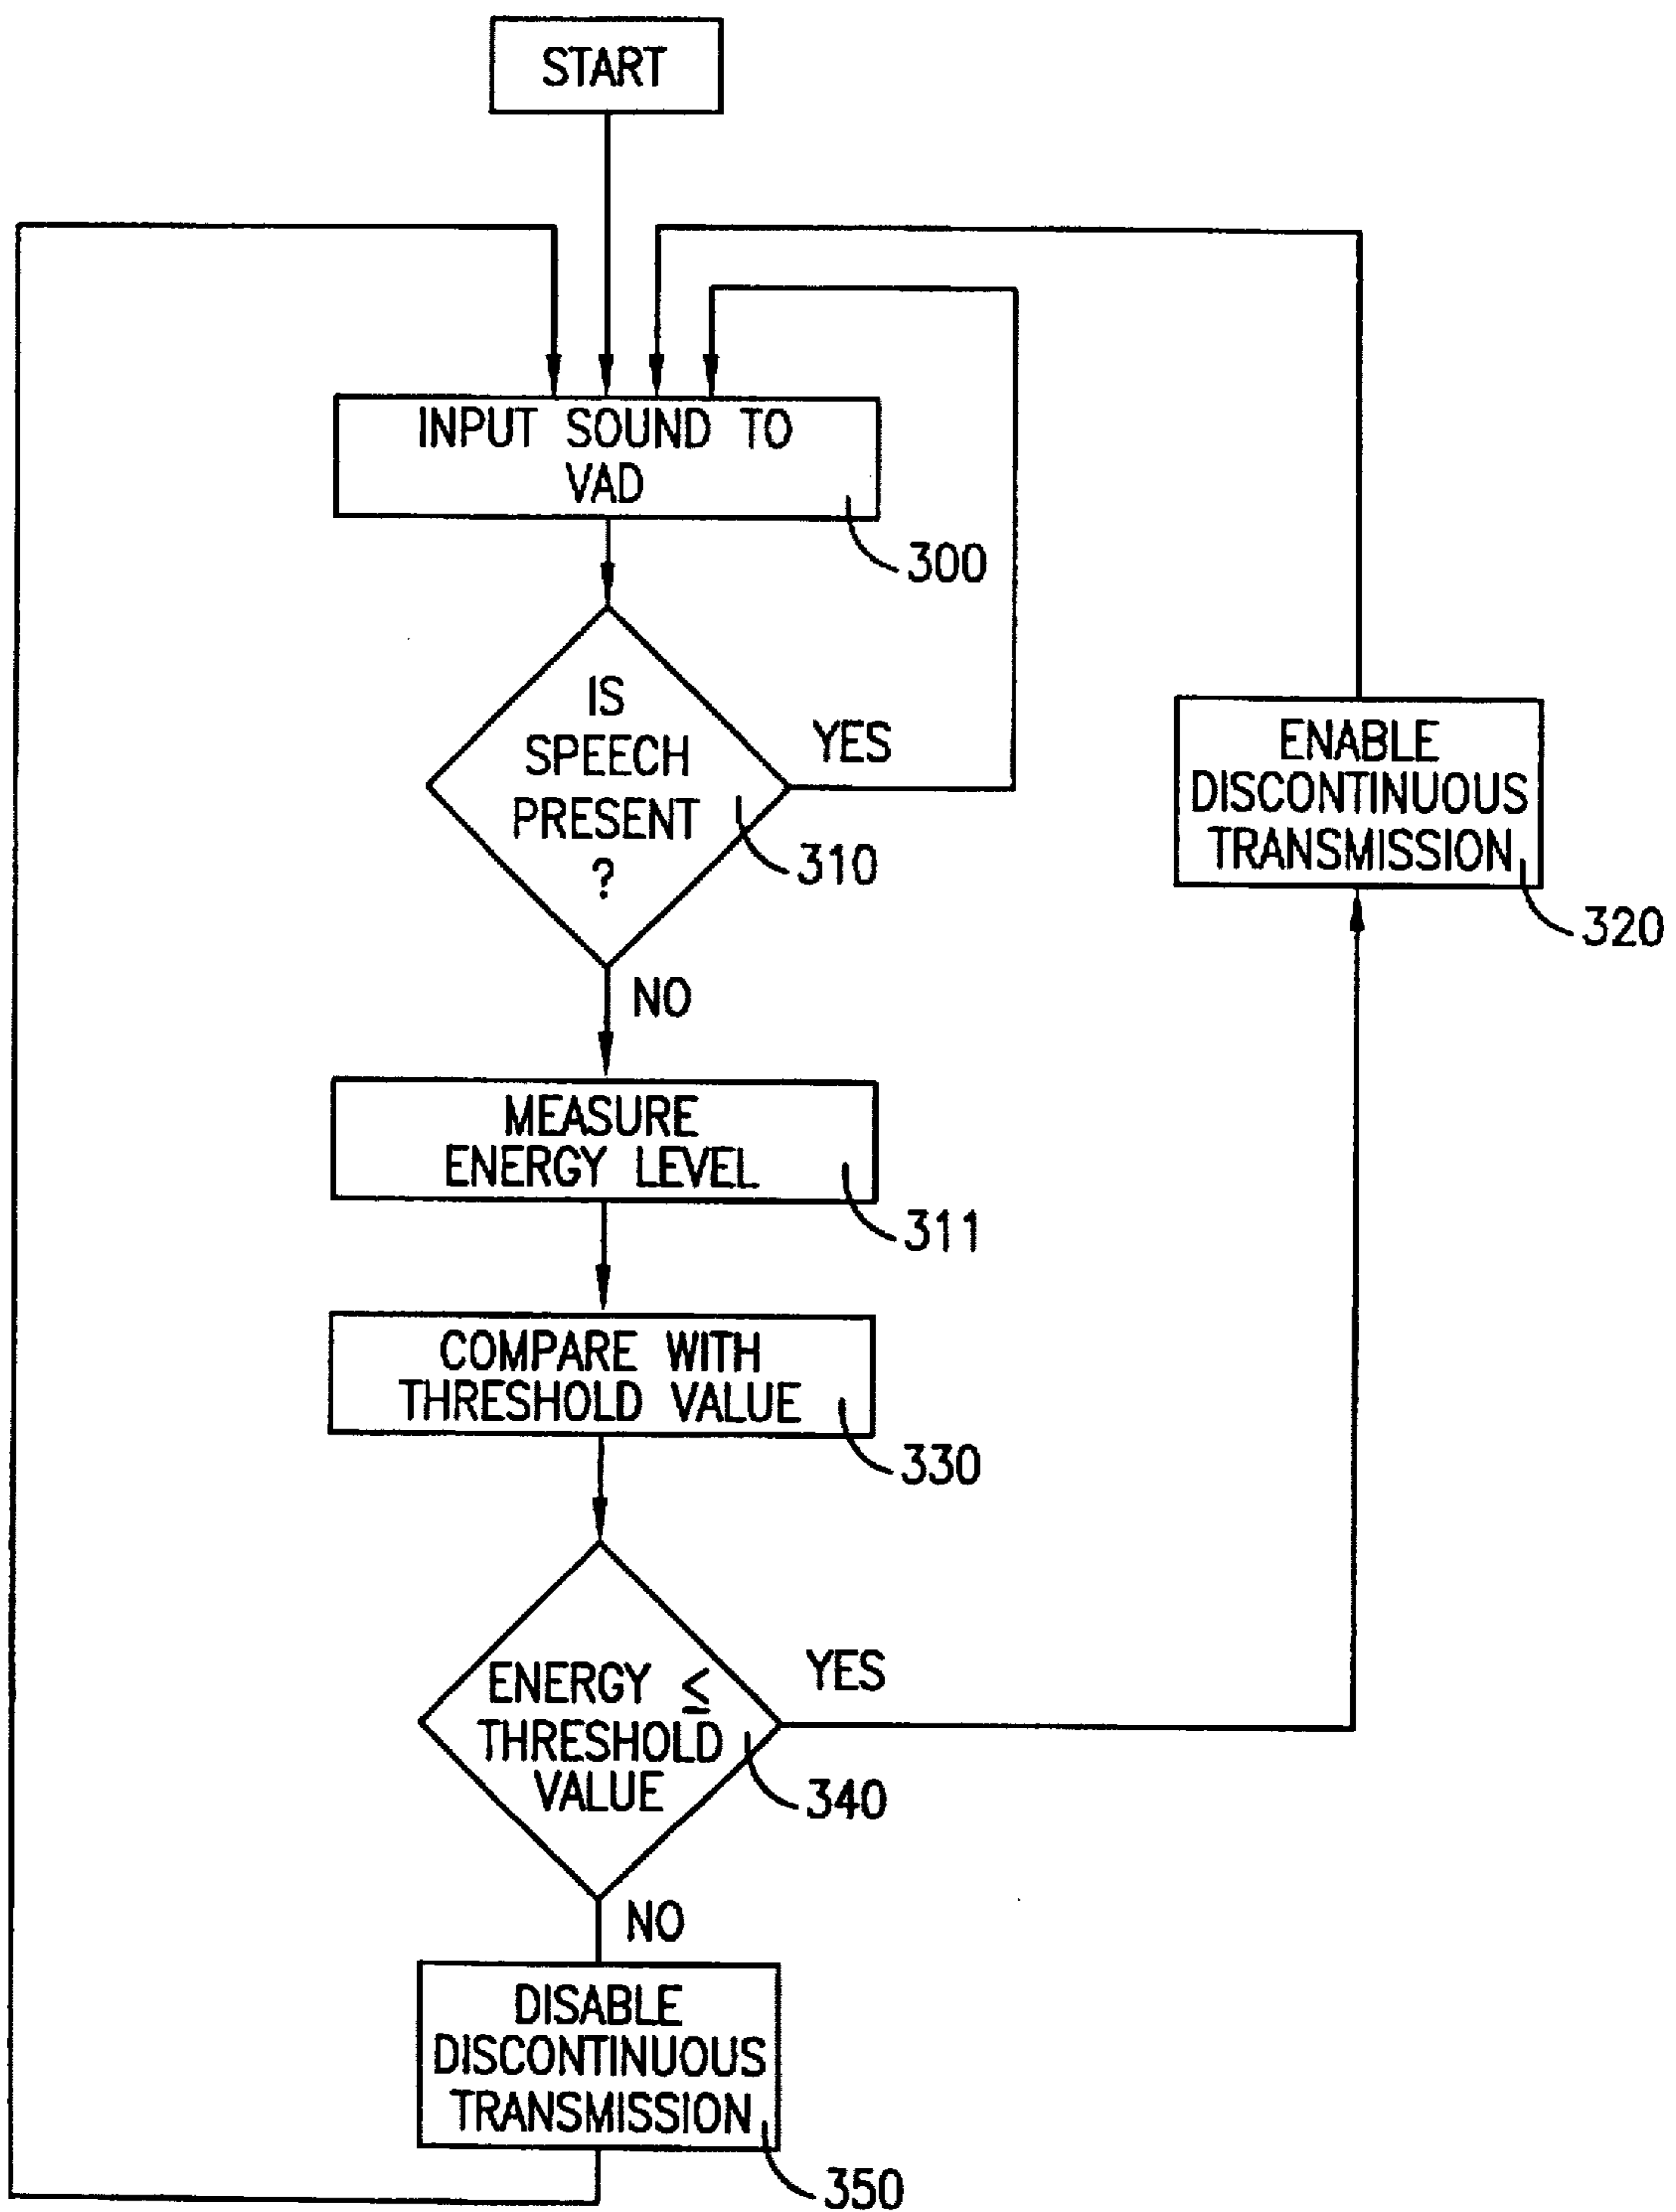 START
INPUT SOUND TO
VAD
300
IS
SPEECH
PRESENT
?
YES
310
NO
ENABLE
DISCONTINUOUS
TRANSMISSION
320
MEASURE
ENERGY LEVEL
311
COMPARE WITH
THRESHOLD VALUE
330
ENERGY ≤
THRESHOLD
VALUE
YES
340
NO
DISABLE
DISCONTINUOUS
TRANSMISSION
350